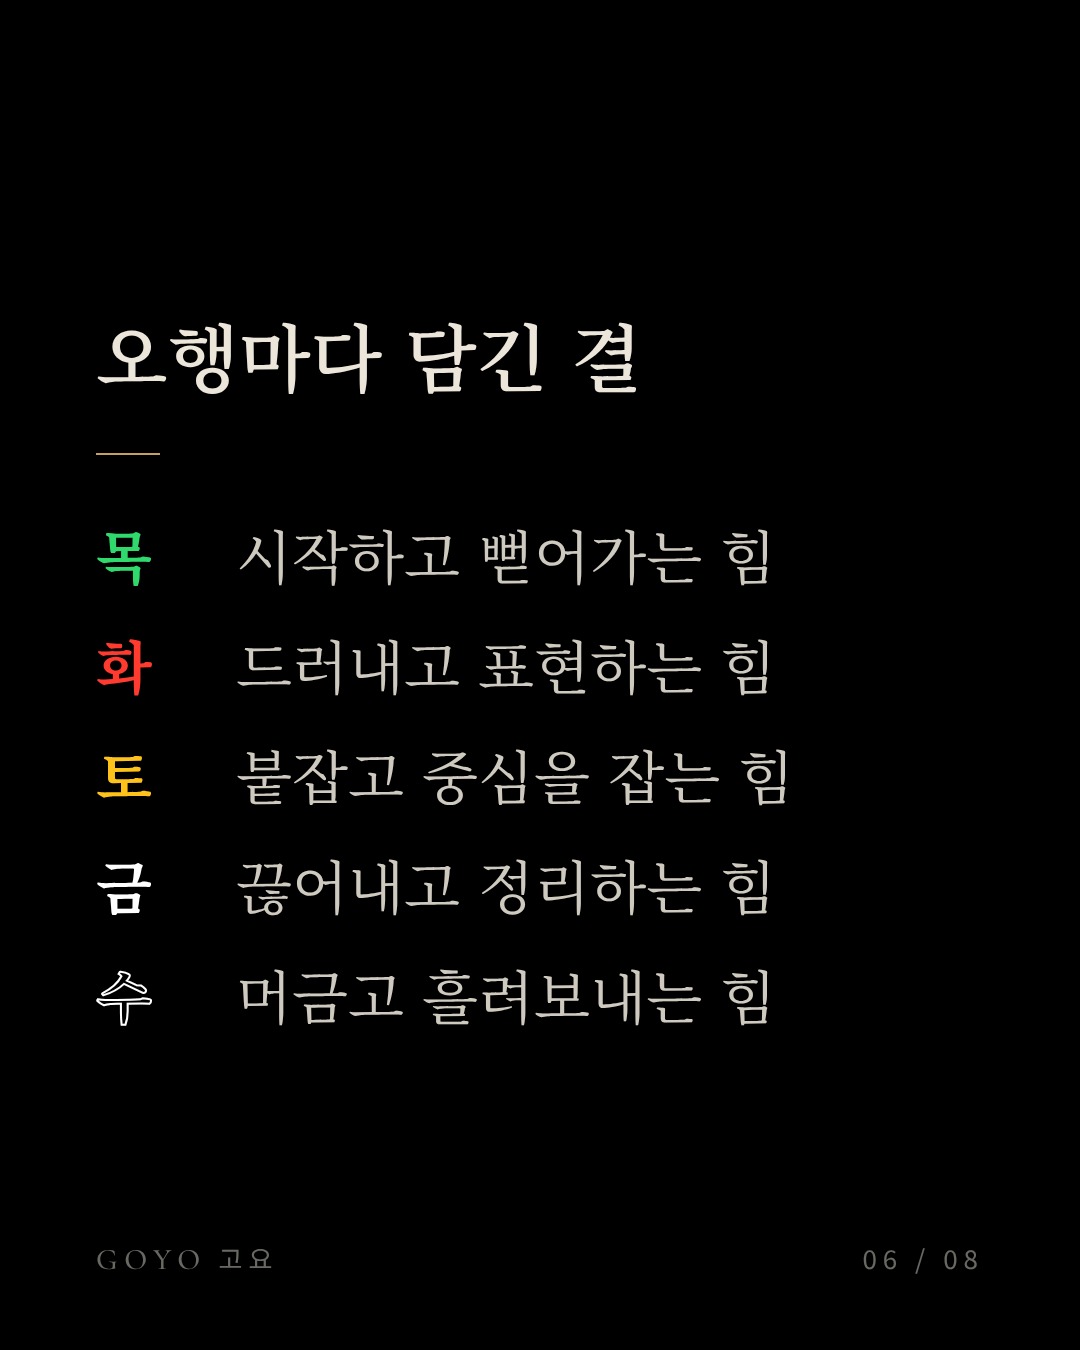 오행마다 담긴 결
목 시작하고 뻗어가는 힘
화 드러내고 표현하는 힘
토 붙잡고 중심을 잡는 힘
금 끊어내고 정리하는 힘
수 머금고 흘려보내는 힘
GOYO 고요 06 / 08